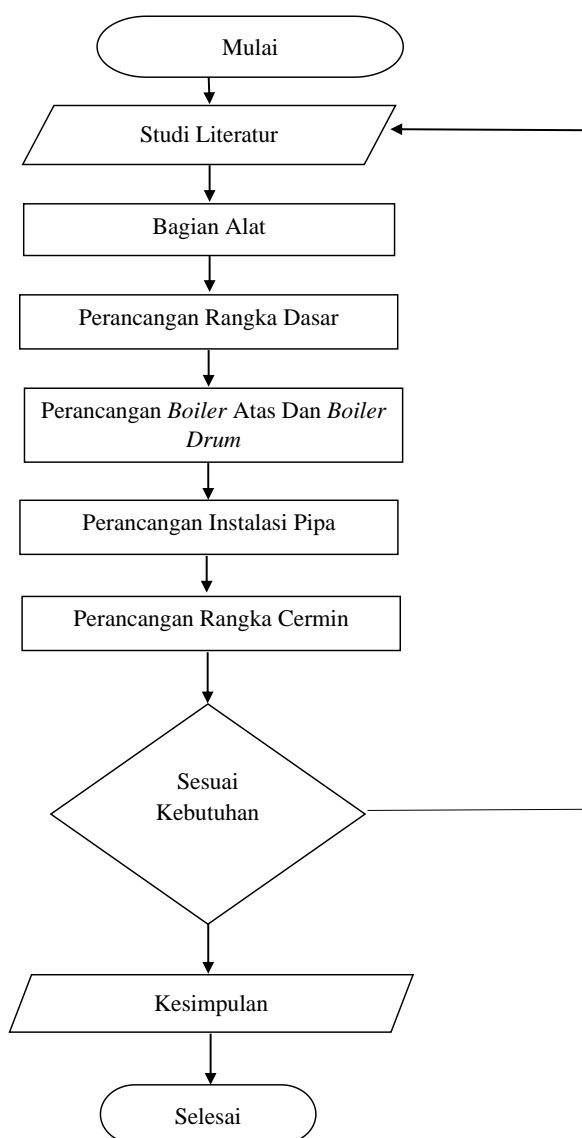 Mulai
Studi Literatur
Bagian Alat
Perancangan Rangka Dasar
Perancangan Boiler Atas Dan Boiler
Drum
Perancangan Instalasi Pipa
Perancangan Rangka Cermin
Sesuai
Kebutuhan
Kesimpulan
Selesai